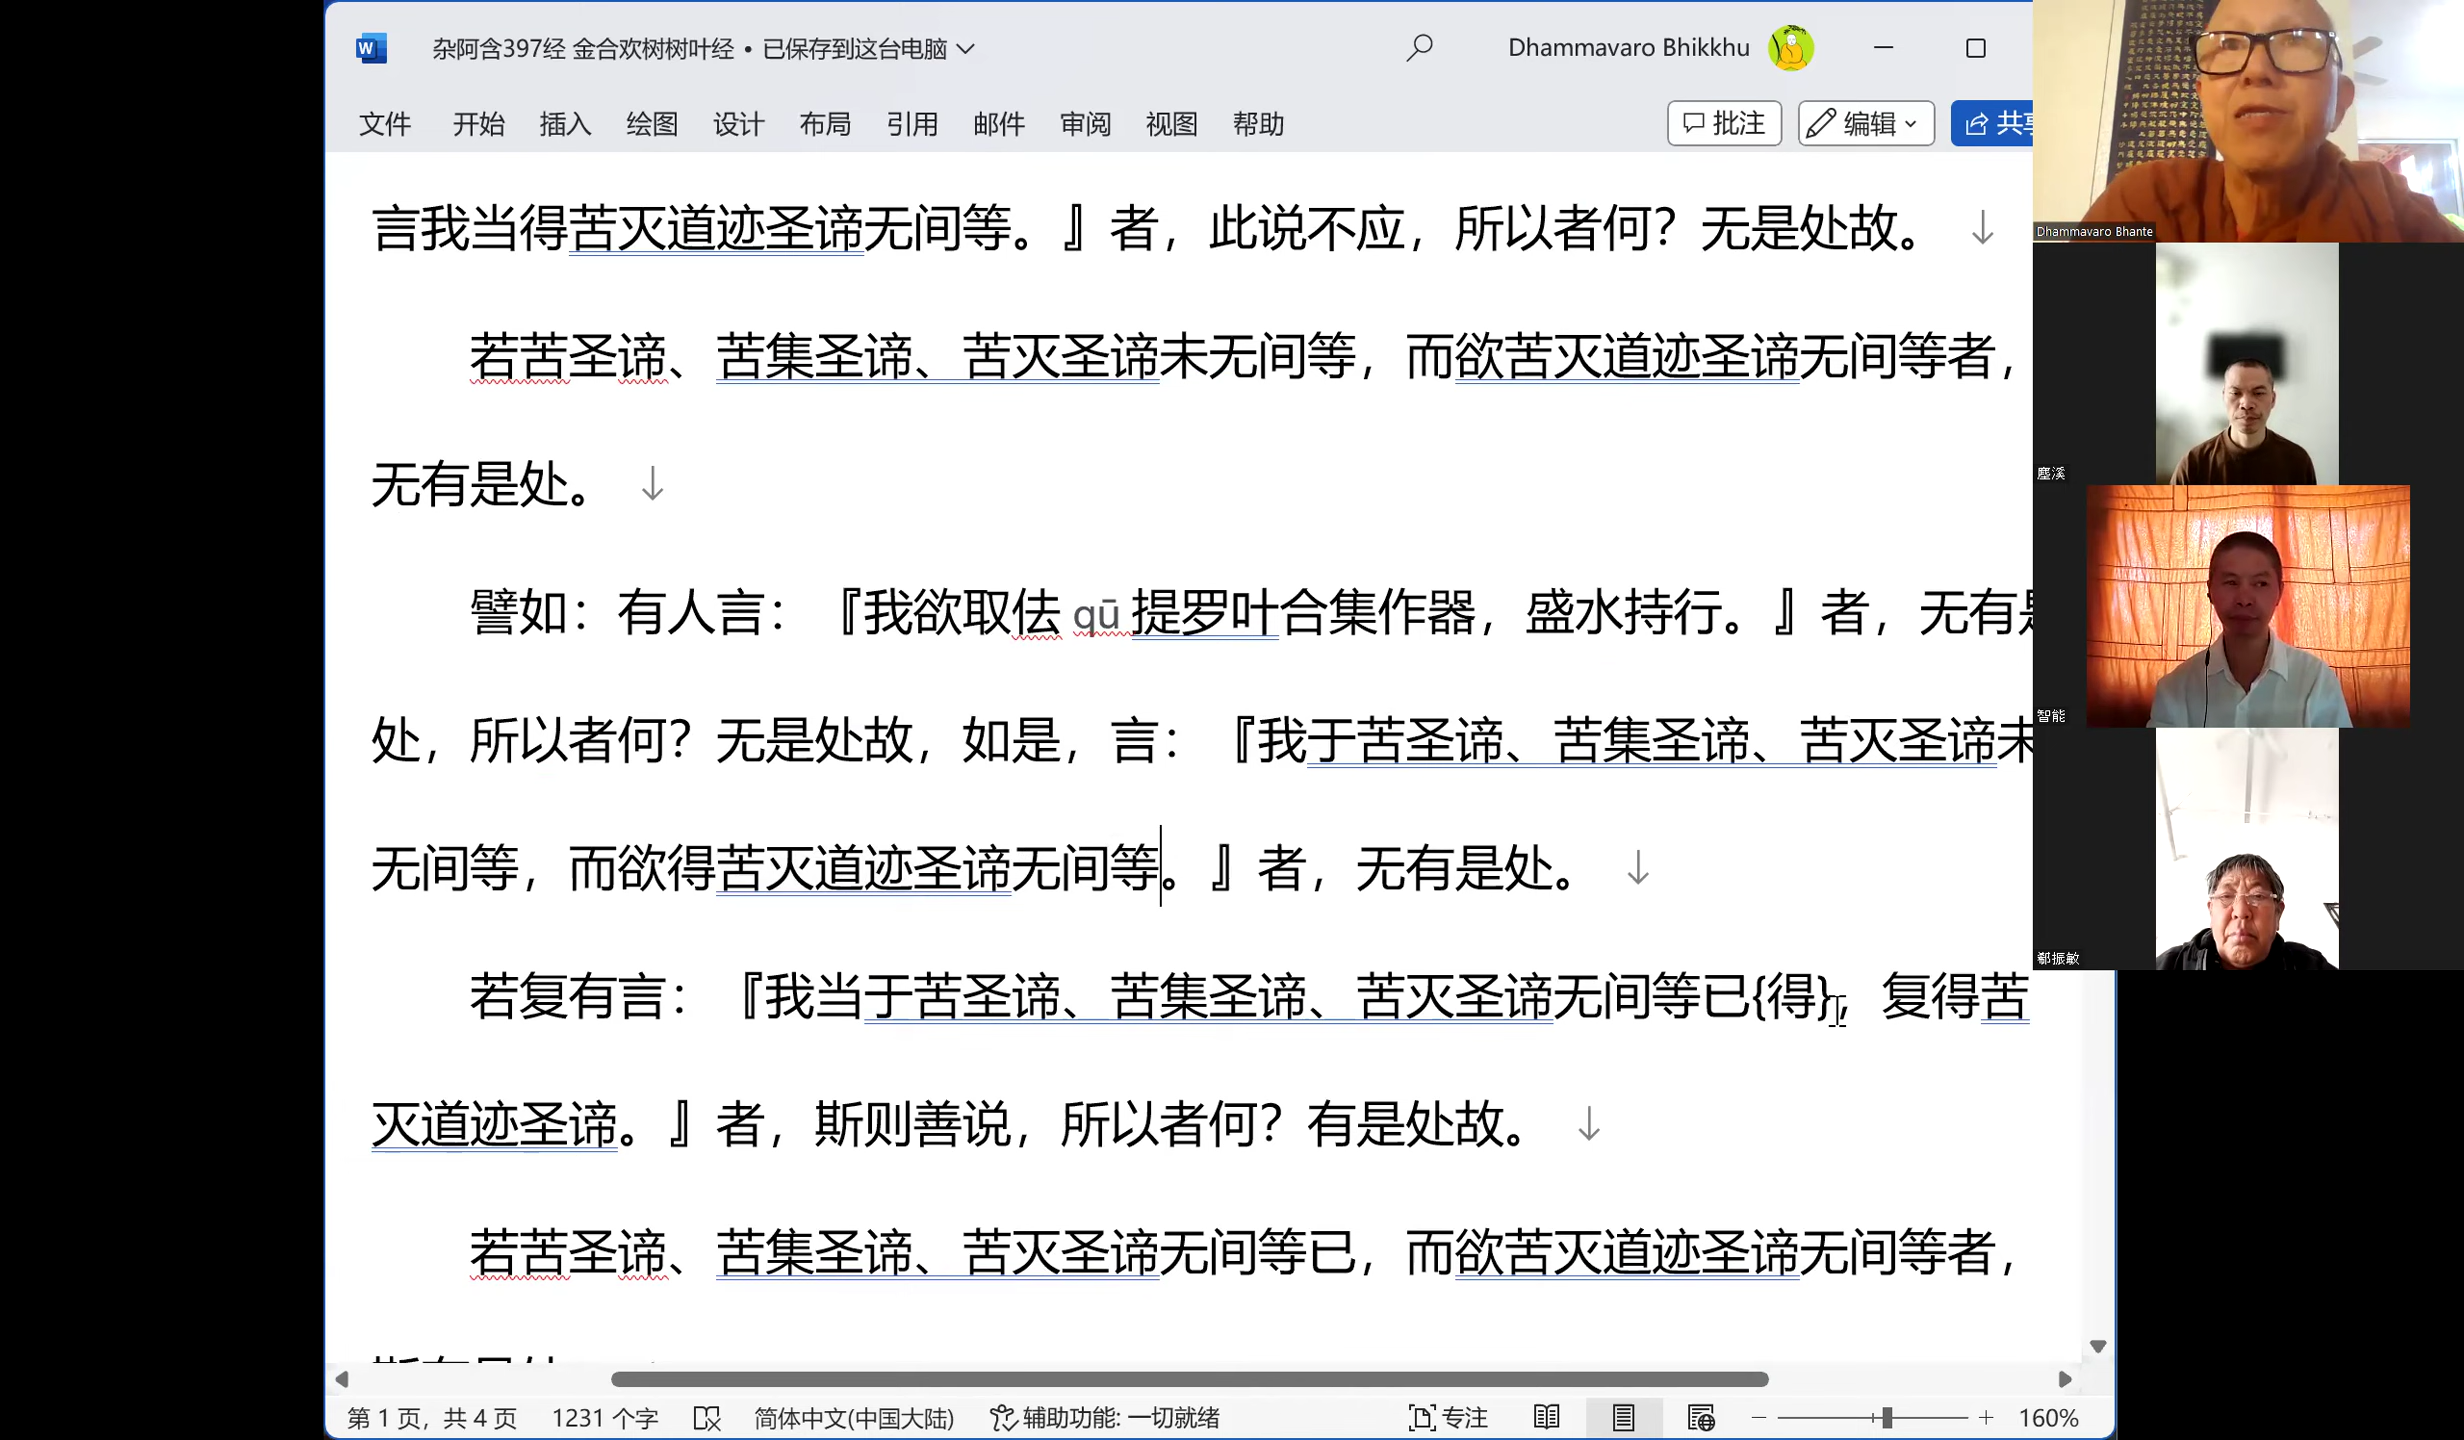 杂阿含397经 金合欢树树叶经 • 已保存到这台电脑
Dhammavaro Bhikkhu
文件 开始 插入 绘图 设计 布局 引用 邮件 审阅 视图 帮助
批注 编辑 共享
言我当得苦灭道迹圣谛无间等。』者，此说不应，所以者何？无是处故。↓
若苦圣谛、苦集圣谛、苦灭圣谛未无间等，而欲苦灭道迹圣谛无间等者，
无有是处。↓
譬如：有人言：『我欲取佉 qū 提罗叶合集作器，盛水持行。』者，无有是
处，所以者何？无是处故，如是，言：『我于苦圣谛、苦集圣谛、苦灭圣谛未
无间等，而欲得苦灭道迹圣谛无间等。』者，无有是处。↓
若复有言：『我当于苦圣谛、苦集圣谛、苦灭圣谛无间等已{得}，复得苦
灭道迹圣谛。』者，斯则善说，所以者何？有是处故。↓
若苦圣谛、苦集圣谛、苦灭圣谛无间等已，而欲苦灭道迹圣谛无间等者，
第 1 页，共 4 页 1231 个字 简体中文(中国大陆) 辅助功能: 一切就绪 专注 160%
Dhammavaro Bhante
塵溪
智能
郗振敏